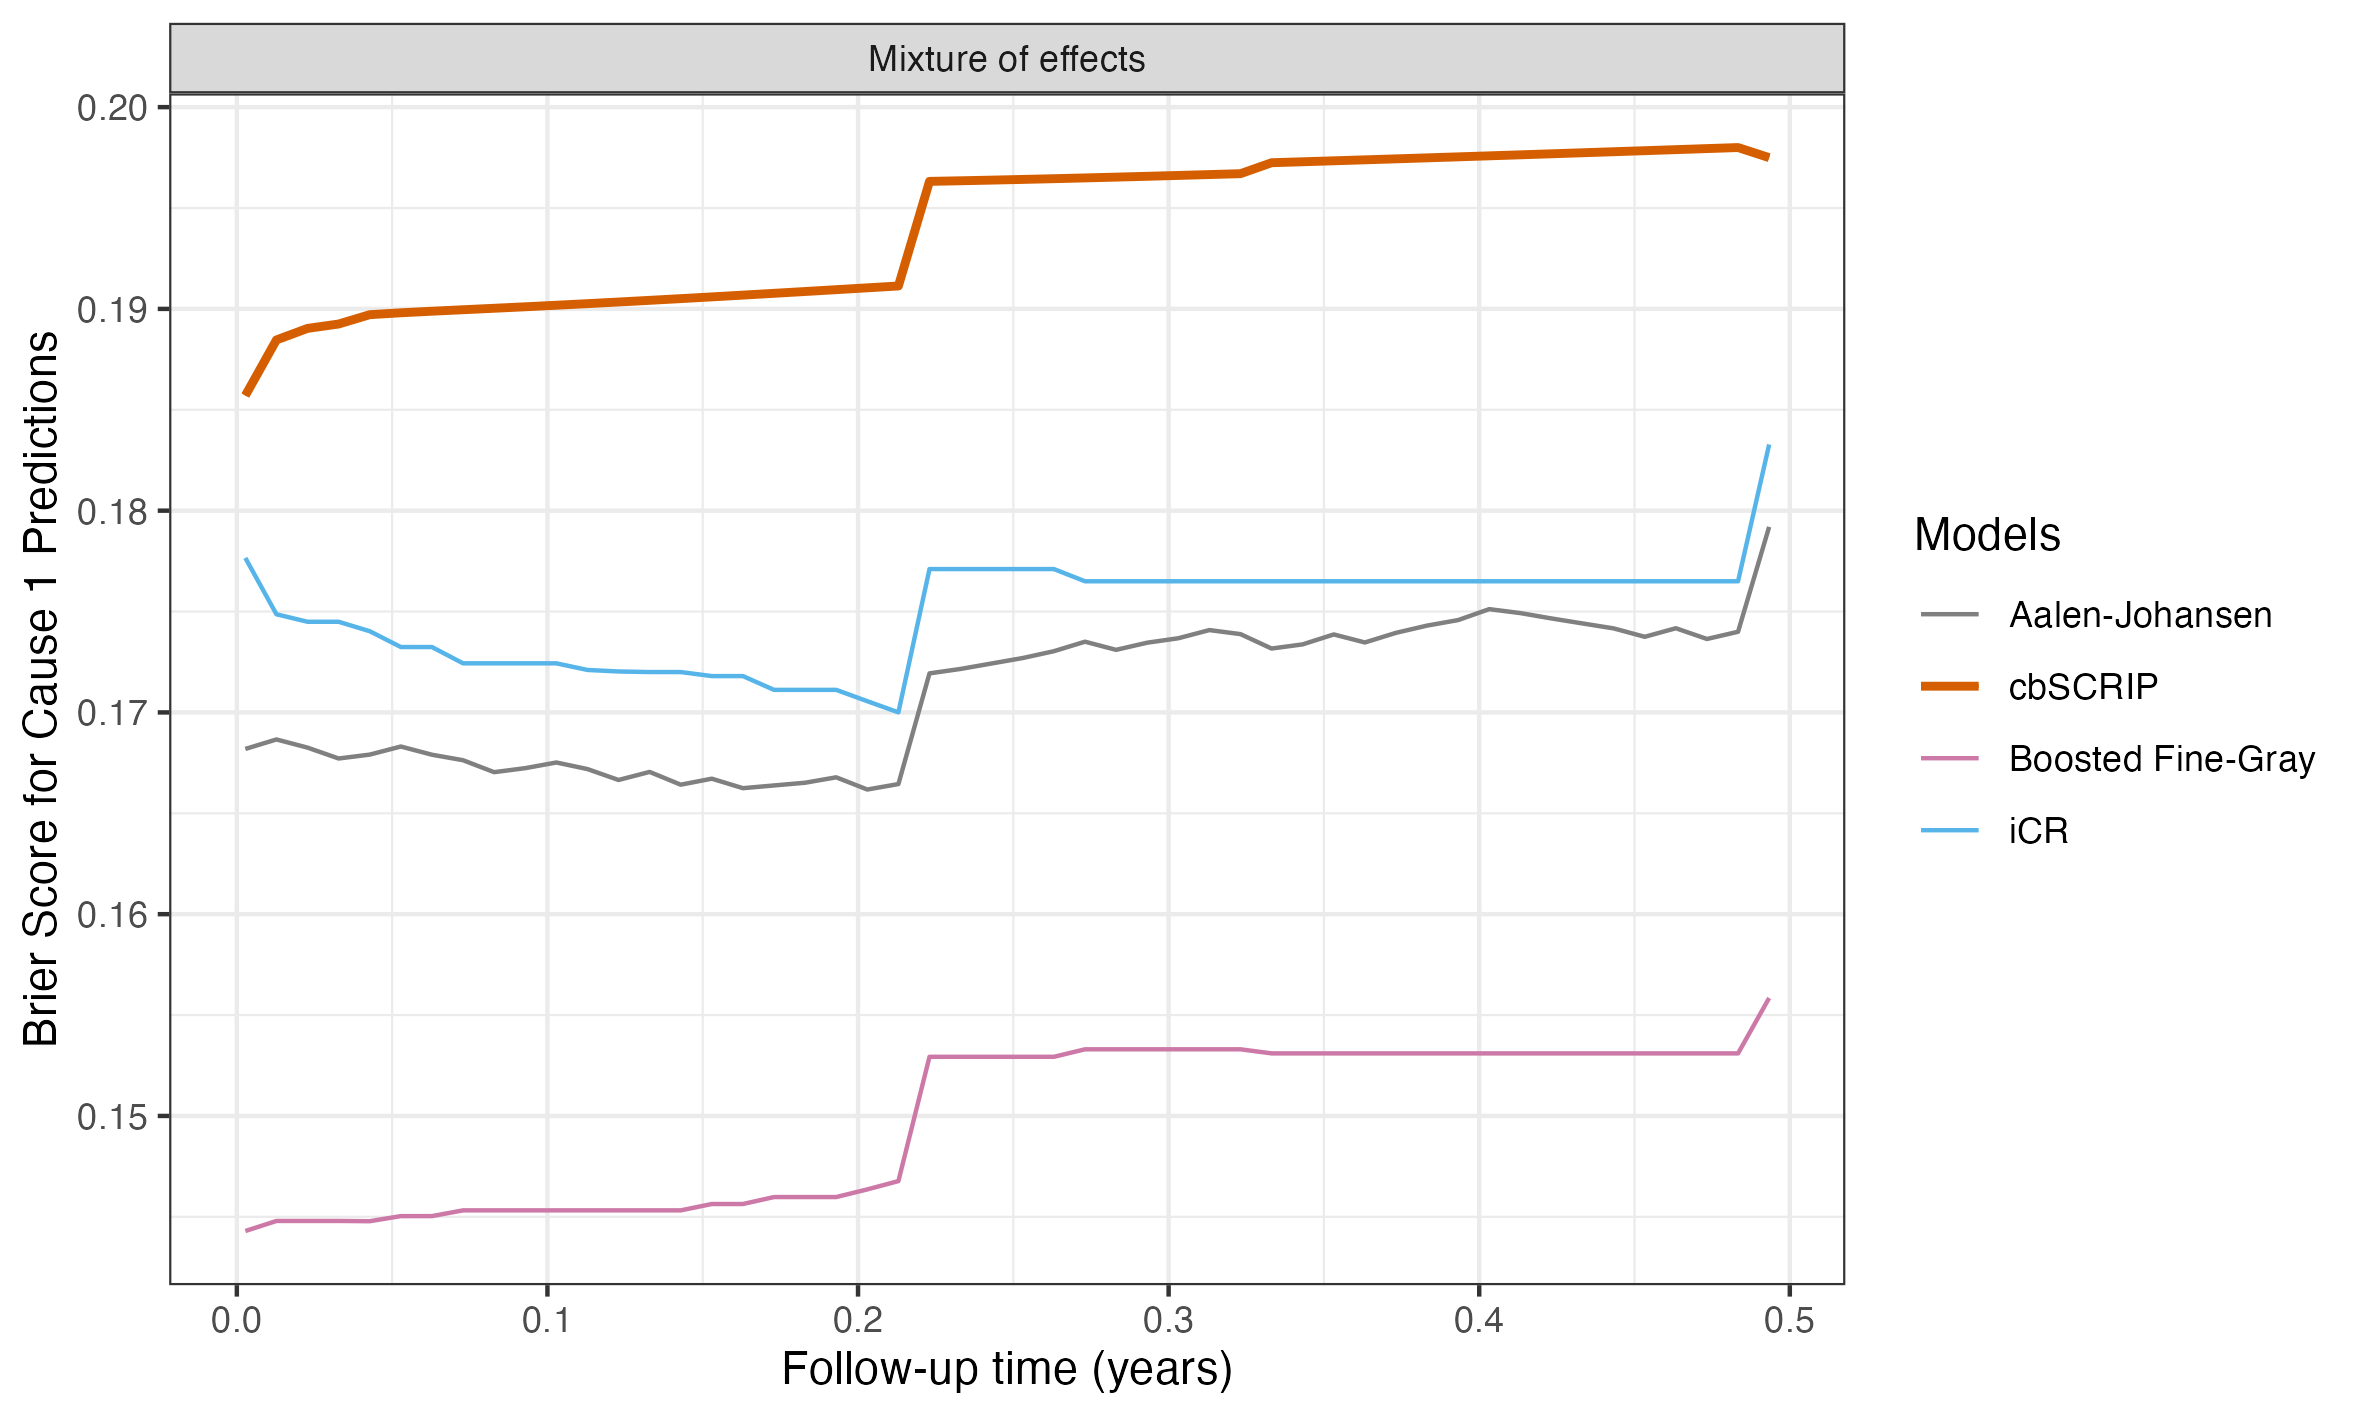 Mixture of effects
0.20
0.19
0.18
0.17
0.16
0.15
Brier Score for Cause 1 Predictions
0.0 0.1 0.2 0.3 0.4 0.5
Follow-up time (years)
Models
Aalen-Johansen
cbSCRIP
Boosted Fine-Gray
iCR